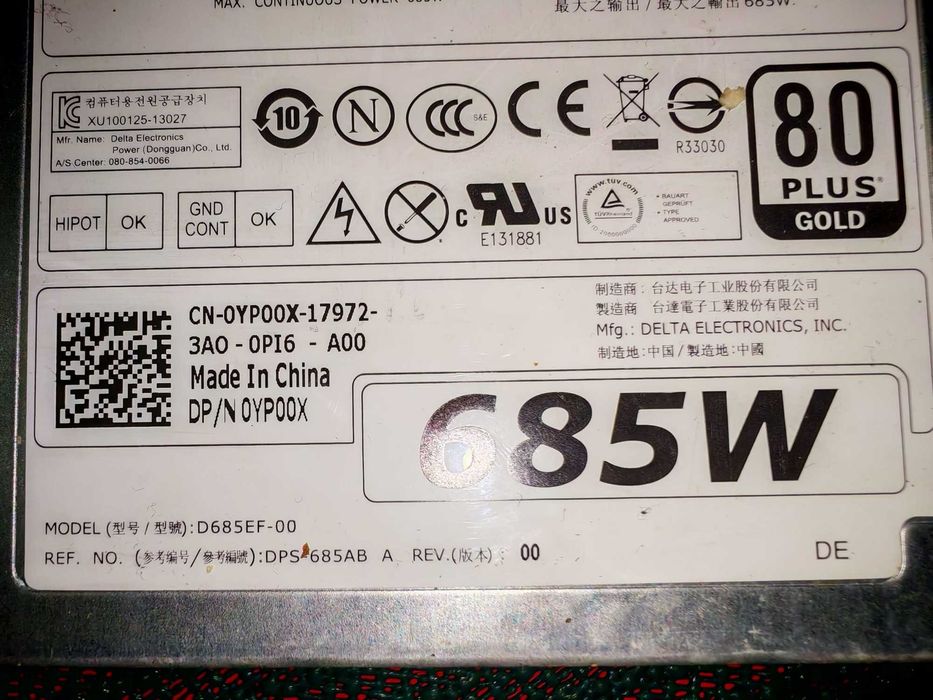 MAX. CONTINUOUS POWER 685W
最大之输出 / 最大之輸出 685W.
컴퓨터용전원공급장치
XU100125-13027
Mfr. Name: Delta Electronics
Power (Dongguan)Co., Ltd.
A/S Center: 080-854-0066
10
N
CCC S&E
CE
R33030
80
PLUS®
GOLD
HIPOT OK
GND CONT OK
c RU US
E131881
www.tuv.com
TÜVRheinland
• BAUART
GEPRÜFT
• TYPE
APPROVED
CN-0YP00X-17972-
3AO - 0PI6 - A00
Made In China
DP/N 0YP00X
制造商: 台达电子工业股份有限公司
製造商: 台達電子工業股份有限公司
Mfg.: DELTA ELECTRONICS, INC.
制造地:中国 / 製造地:中國
685W
MODEL (型号 / 型號):D685EF-00
REF. NO. (参考编号/參考編號):DPS-685AB A REV.(版本): 00
DE